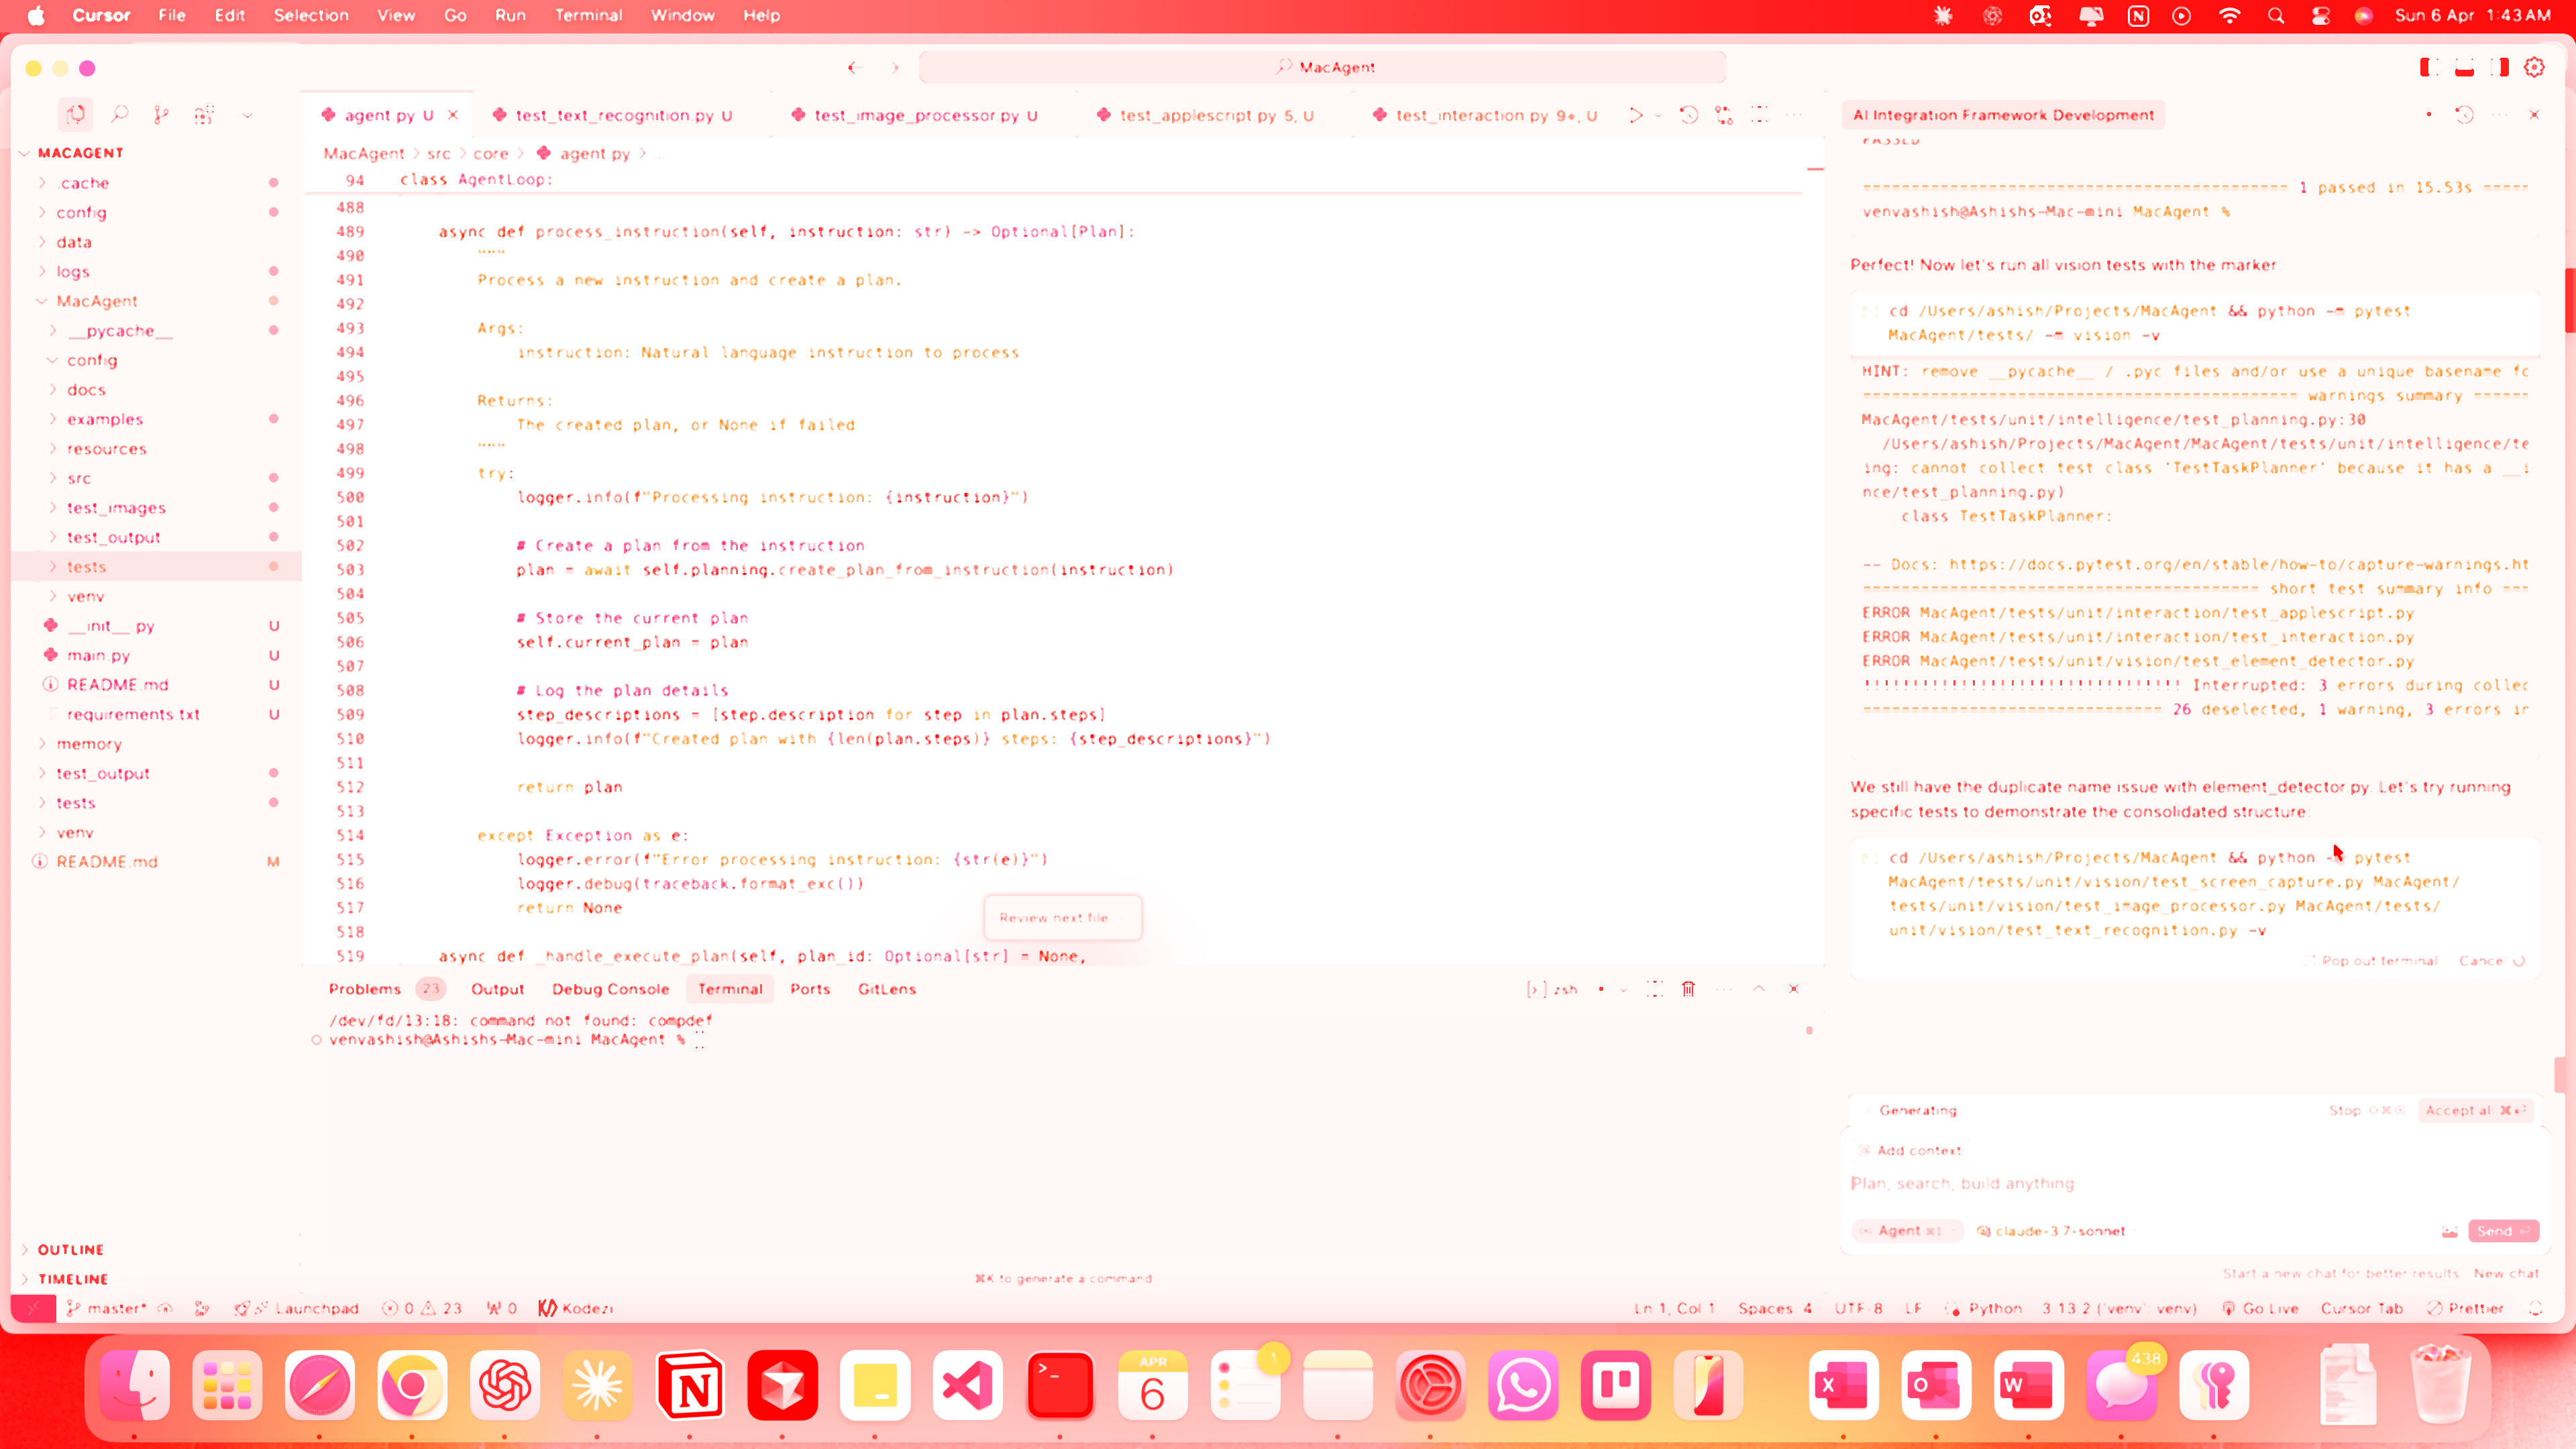 Cursor File Edit Selection View Go Run Terminal Window Help
Sun 6 Apr 1:43 AM
MacAgent
agent.py U
test_text_recognition.py U
test_image_processor.py U
test_applescript.py 5, U
test_interaction.py 9+, U
MACAGENT
.cache
config
data
logs
MacAgent
__pycache__
config
docs
examples
resources
src
test_images
test_output
tests
venv
__init__.py U
main.py U
README.md U
requirements.txt U
memory
test_output
tests
venv
README.md M
OUTLINE
TIMELINE
MacAgent > src > core > agent.py > ...
94 class AgentLoop:
488
489 async def process_instruction(self, instruction: str) -> Optional[Plan]:
490 """
491 Process a new instruction and create a plan.
492
493 Args:
494 instruction: Natural language instruction to process
495
496 Returns:
497 The created plan, or None if failed
498 """
499 try:
500 logger.info(f"Processing instruction: {instruction}")
501
502 # Create a plan from the instruction
503 plan = await self.planning.create_plan_from_instruction(instruction)
504
505 # Store the current plan
506 self.current_plan = plan
507
508 # Log the plan details
509 step_descriptions = [step.description for step in plan.steps]
510 logger.info(f"Created plan with {len(plan.steps)} steps: {step_descriptions}")
511
512 return plan
513
514 except Exception as e:
515 logger.error(f"Error processing instruction: {str(e)}")
516 logger.debug(traceback.format_exc())
517 return None
518
519 async def _handle_execute_plan(self, plan_id: Optional[str] = None,
Review next file
Problems 23 Output Debug Console Terminal Ports GitLens
zsh
/dev/fd/13:18: command not found: compdef
venvashish@Ashishs-Mac-mini MacAgent %
⌘K to generate a command
AI Integration Framework Development
PASSED
1 passed in 15.53s
venvashish@Ashishs-Mac-mini MacAgent %
Perfect! Now let's run all vision tests with the marker:
cd /Users/ashish/Projects/MacAgent && python -m pytest
MacAgent/tests/ -m vision -v
HINT: remove __pycache__ / .pyc files and/or use a unique basename fo
warnings summary
MacAgent/tests/unit/intelligence/test_planning.py:30
/Users/ashish/Projects/MacAgent/MacAgent/tests/unit/intelligence/te
ing: cannot collect test class 'TestTaskPlanner' because it has a __i
nce/test_planning.py)
class TestTaskPlanner:
-- Docs: https://docs.pytest.org/en/stable/how-to/capture-warnings.ht
short test summary info
ERROR MacAgent/tests/unit/interaction/test_applescript.py
ERROR MacAgent/tests/unit/interaction/test_interaction.py
ERROR MacAgent/tests/unit/vision/test_element_detector.py
!!!!!!!!!!!!!!!!!!!!!!!!!!!!!!!!! Interrupted: 3 errors during collec
26 deselected, 1 warning, 3 errors in
We still have the duplicate name issue with element_detector.py. Let's try running
specific tests to demonstrate the consolidated structure:
cd /Users/ashish/Projects/MacAgent && python - pytest
MacAgent/tests/unit/vision/test_screen_capture.py MacAgent/
tests/unit/vision/test_image_processor.py MacAgent/tests/
unit/vision/test_text_recognition.py -v
Pop out terminal Cancel
Generating
Stop
Accept all ⌘⏎
Add context
Plan, search, build anything
Agent ⌘I
claude-3.7-sonnet
Send
Start a new chat for better results. New chat
master*
Launchpad
0 23
0
Kodezi
Ln 1, Col 1 Spaces: 4 UTF-8 LF Python 3.13.2 ('venv': venv) Go Live Cursor Tab Prettier
APR
6
1
438